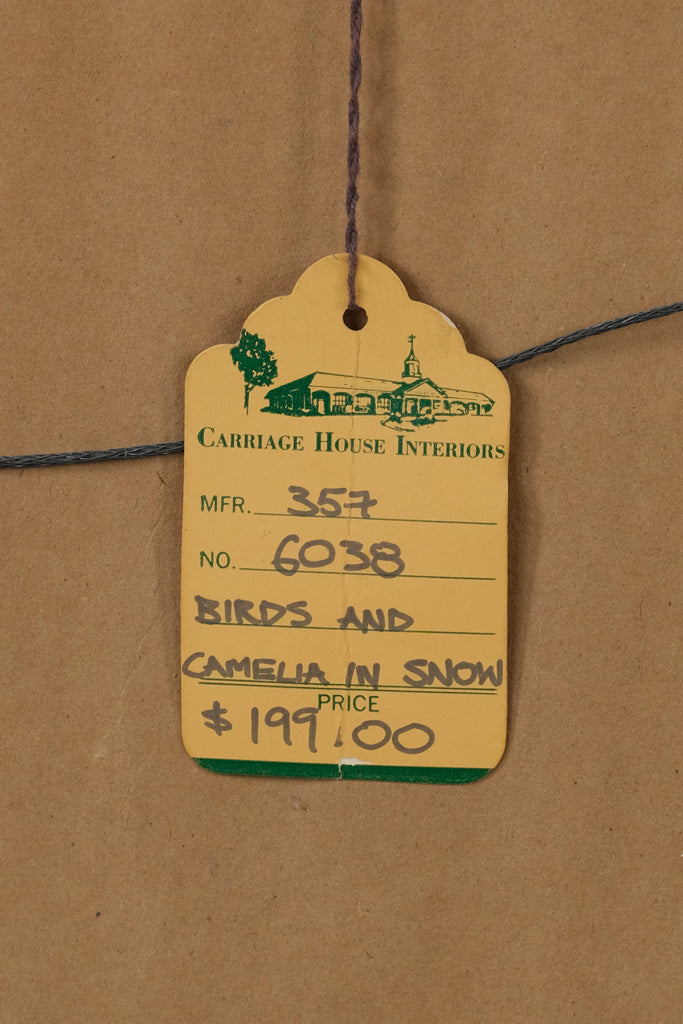 CARRIAGE HOUSE INTERIORS
MFR. 357
NO. 6038
BIRDS AND
CAMELIA IN SNOW
PRICE
$199.00